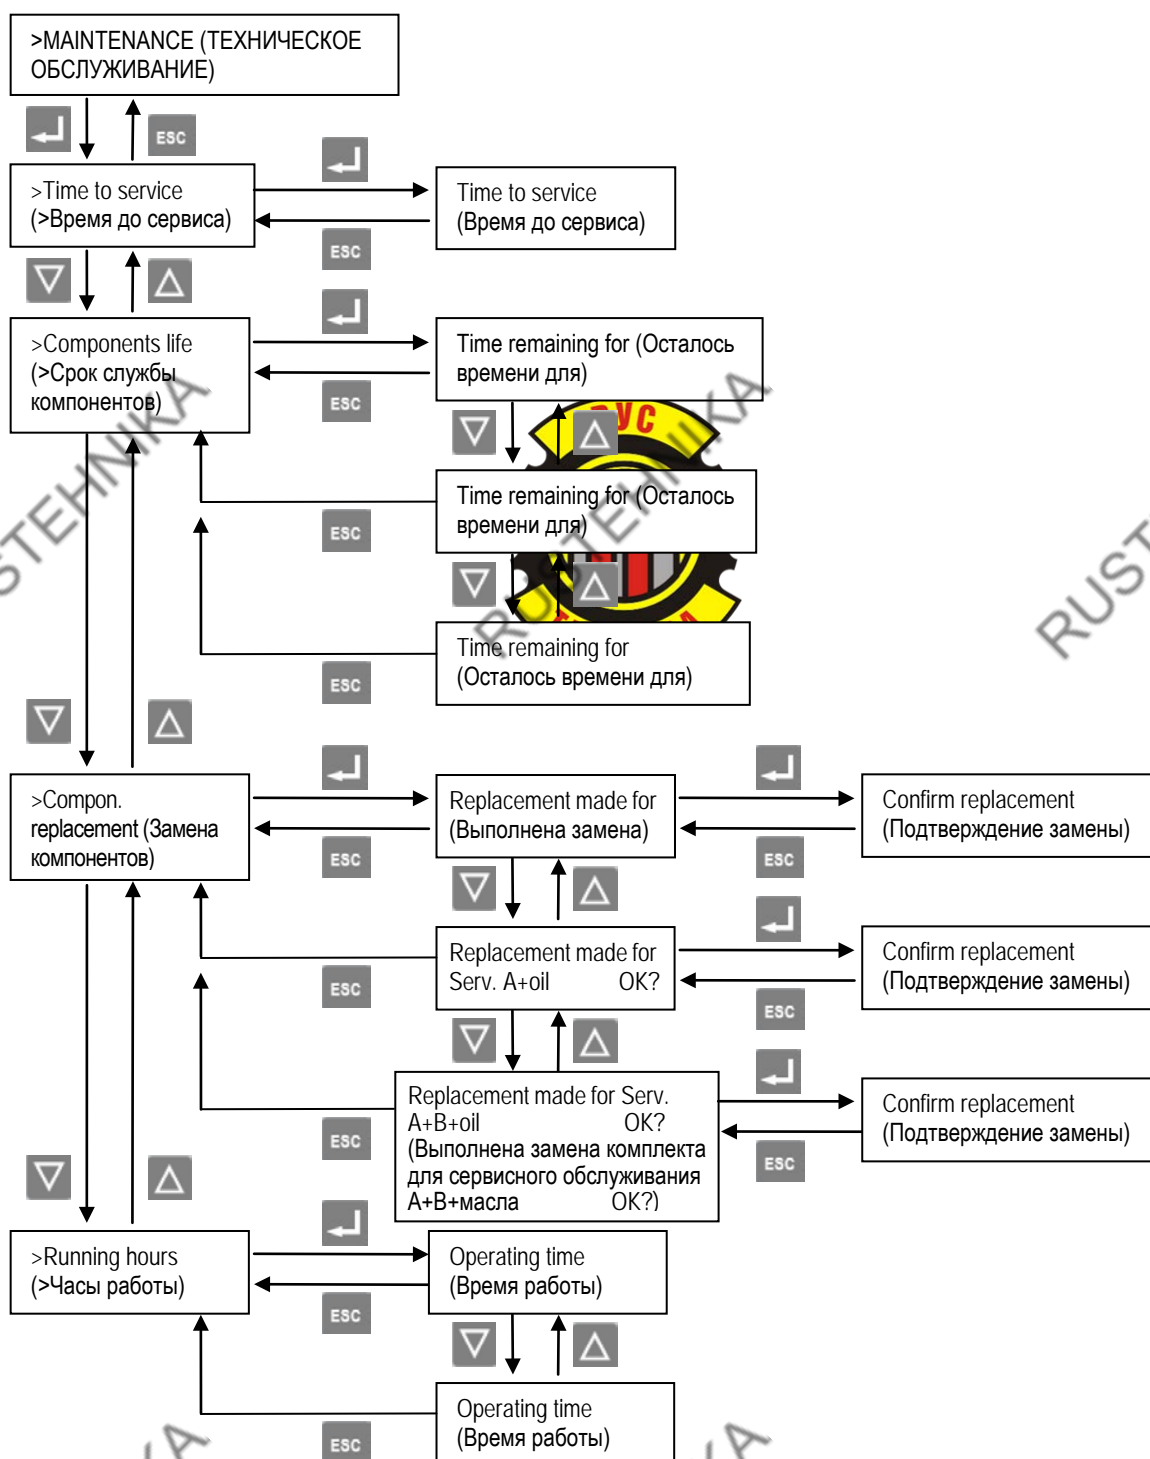 >MAINTENANCE (ТЕХНИЧЕСКОЕ
ОБСЛУЖИВАНИЕ)
ESC
>Time to service
(>Время до сервиса)
Time to service
(Время до сервиса)
ESC
>Components life
(>Срок службы
компонентов)
Time remaining for (Осталось
времени для)
ESC
РУС
Time remaining for (Осталось
времени для)
ESC
Time remaining for
(Осталось времени для)
ESC
>Compon.
replacement (Замена
компонентов)
Replacement made for
(Выполнена замена)
Confirm replacement
(Подтверждение замены)
ESC
ESC
Replacement made for
Serv. A+oil OK?
Confirm replacement
(Подтверждение замены)
ESC
ESC
Replacement made for Serv.
A+B+oil OK?
(Выполнена замена комплекта
для сервисного обслуживания
А+В+масла OK?)
Confirm replacement
(Подтверждение замены)
ESC
ESC
>Running hours
(>Часы работы)
Operating time
(Время работы)
ESC
Operating time
(Время работы)
ESC
RUSTEHNIKA